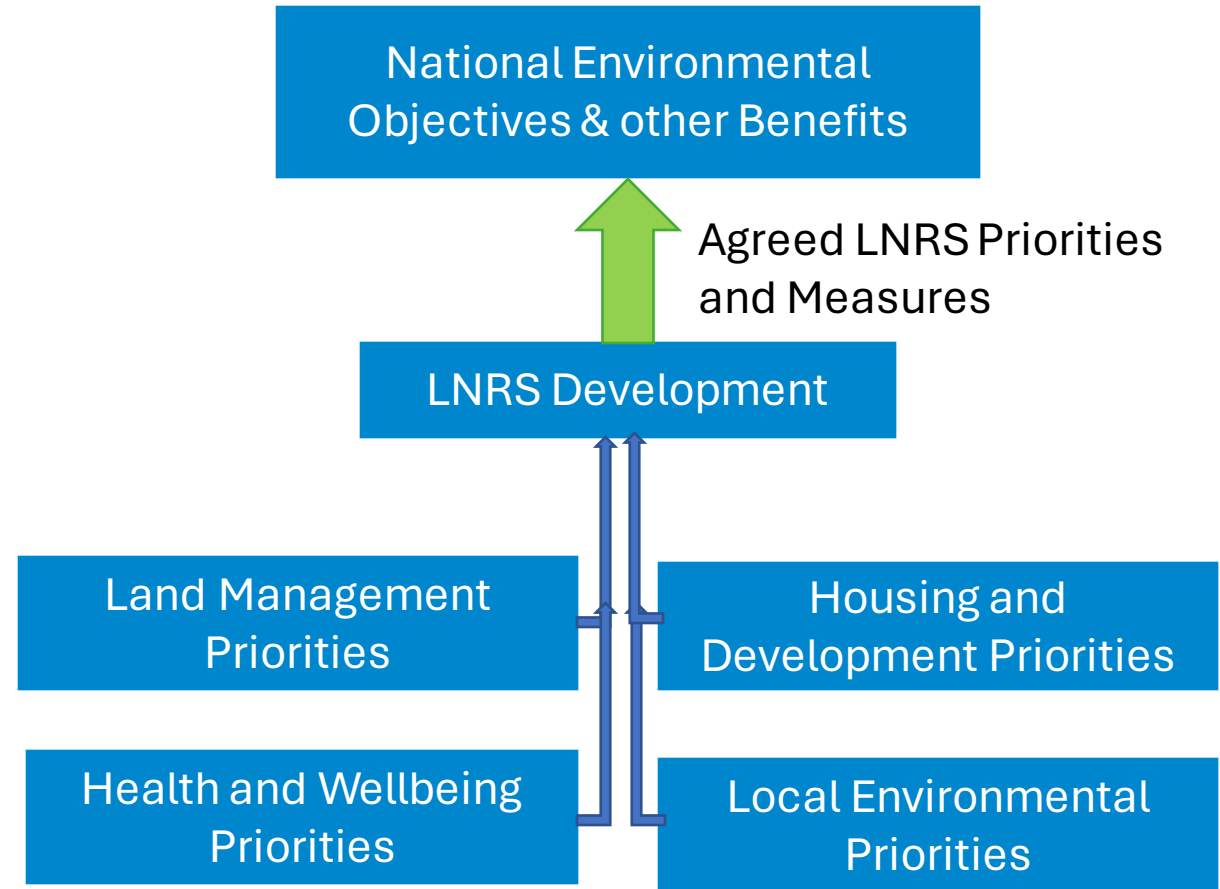 National Environmental
Objectives & other Benefits
Agreed LNRS Priorities
and Measures
LNRS Development
Land Management
Priorities
Housing and
Development Priorities
Health and Wellbeing
Priorities
Local Environmental
Priorities